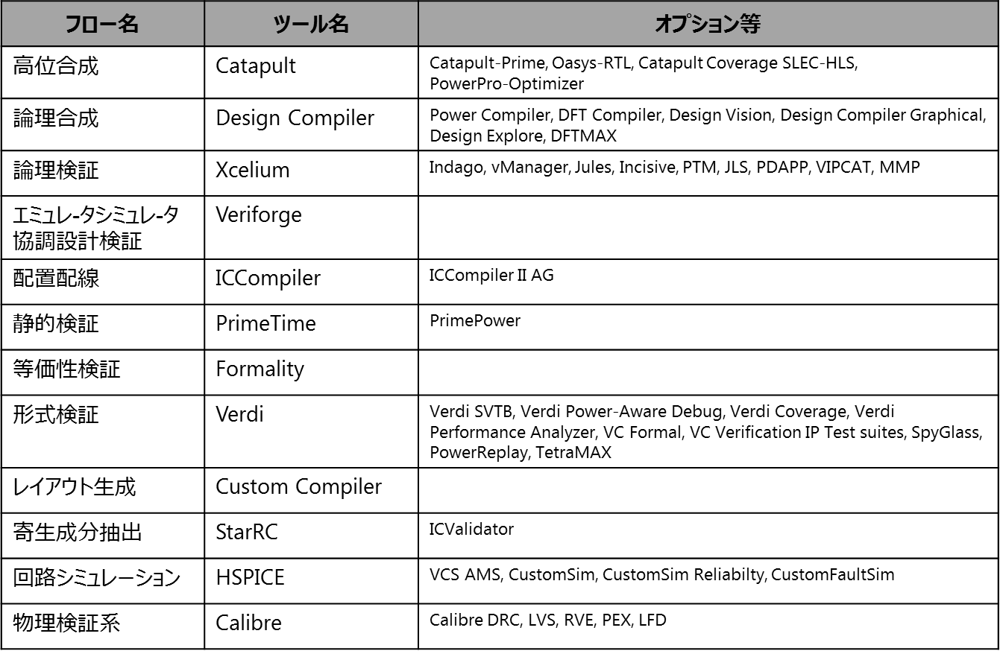 フロー名 ツール名 オプション等
高位合成 Catapult Catapult-Prime, Oasys-RTL, Catapult Coverage SLEC-HLS,
PowerPro-Optimizer
論理合成 Design Compiler Power Compiler, DFT Compiler, Design Vision, Design Compiler Graphical,
Design Explore, DFTMAX
論理検証 Xcelium Indago, vManager, Jules, Incisive, PTM, JLS, PDAPP, VIPCAT, MMP
エミュレ-タシミュレ-タ
協調設計検証
Veriforge
配置配線 ICCompiler ICCompiler II AG
静的検証 PrimeTime PrimePower
等価性検証 Formality
形式検証 Verdi Verdi SVTB, Verdi Power-Aware Debug, Verdi Coverage, Verdi
Performance Analyzer, VC Formal, VC Verification IP Test suites, SpyGlass,
PowerReplay, TetraMAX
レイアウト生成 Custom Compiler
寄生成分抽出 StarRC ICValidator
回路シミュレーション HSPICE VCS AMS, CustomSim, CustomSim Reliabilty, CustomFaultSim
物理検証系 Calibre Calibre DRC, LVS, RVE, PEX, LFD